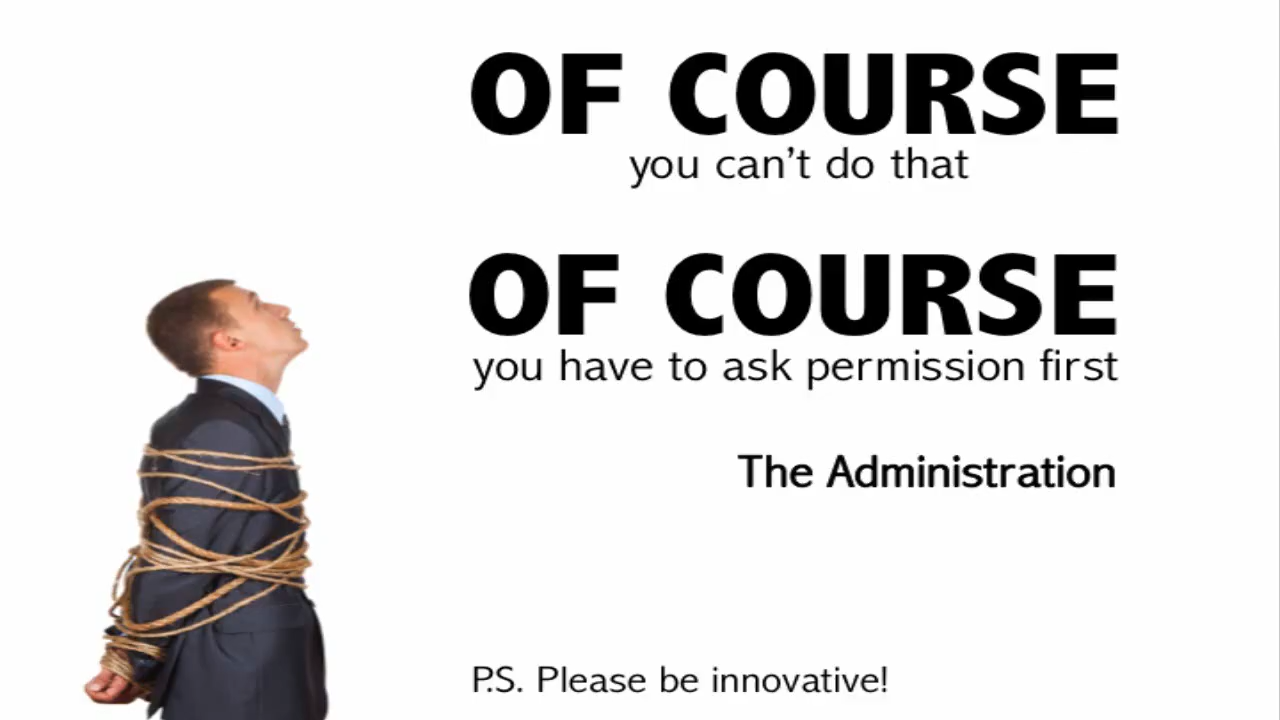 OF COURSE
you can’t do that
OF COURSE
you have to ask permission first
The Administration
P.S. Please be innovative!